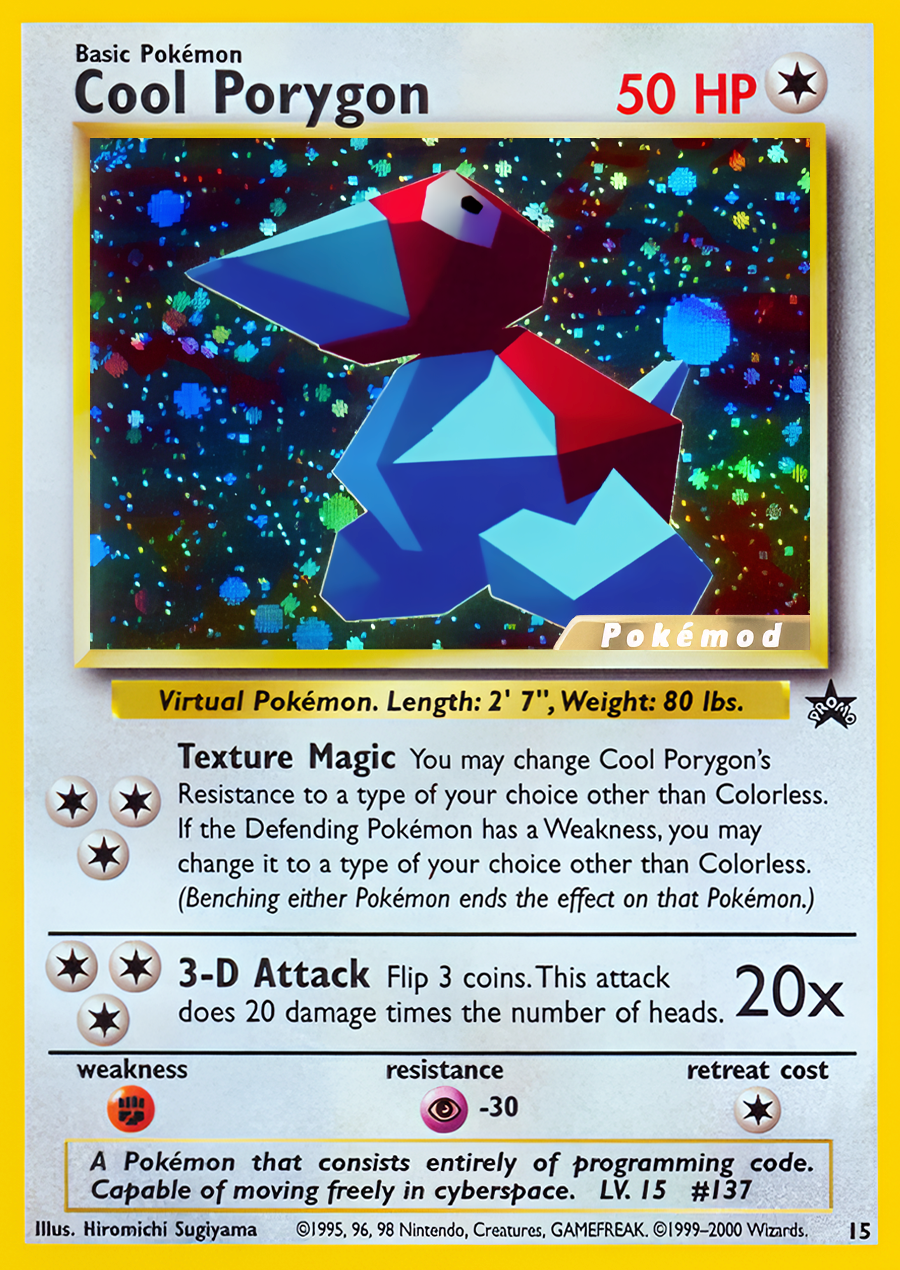 Basic Pokémon
Cool Porygon
50 HP
Pokémod
Virtual Pokémon. Length: 2' 7", Weight: 80 lbs.
PROMO
Texture Magic You may change Cool Porygon's
Resistance to a type of your choice other than Colorless.
If the Defending Pokémon has a Weakness, you may
change it to a type of your choice other than Colorless.
(Benching either Pokémon ends the effect on that Pokémon.)
3-D Attack Flip 3 coins. This attack
does 20 damage times the number of heads.
20x
weakness
resistance
retreat cost
-30
A Pokémon that consists entirely of programming code.
Capable of moving freely in cyberspace. LV. 15 #137
Illus. Hiromichi Sugiyama
©1995, 96, 98 Nintendo, Creatures, GAMEFREAK. ©1999–2000 Wizards.
15